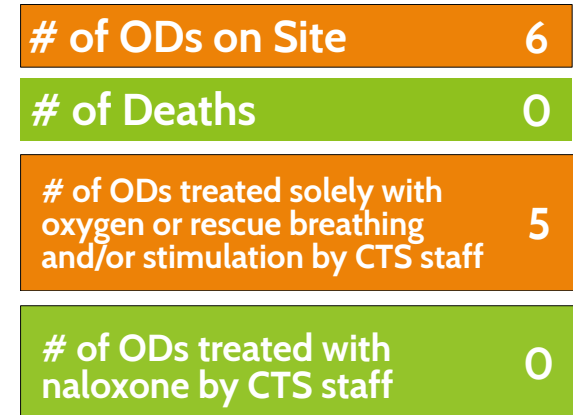 # of ODs on Site 6
# of Deaths 0
# of ODs treated solely with
oxygen or rescue breathing 5
and/or stimulation by CTS staff
# of ODs treated with
naloxone by CTS staff 0